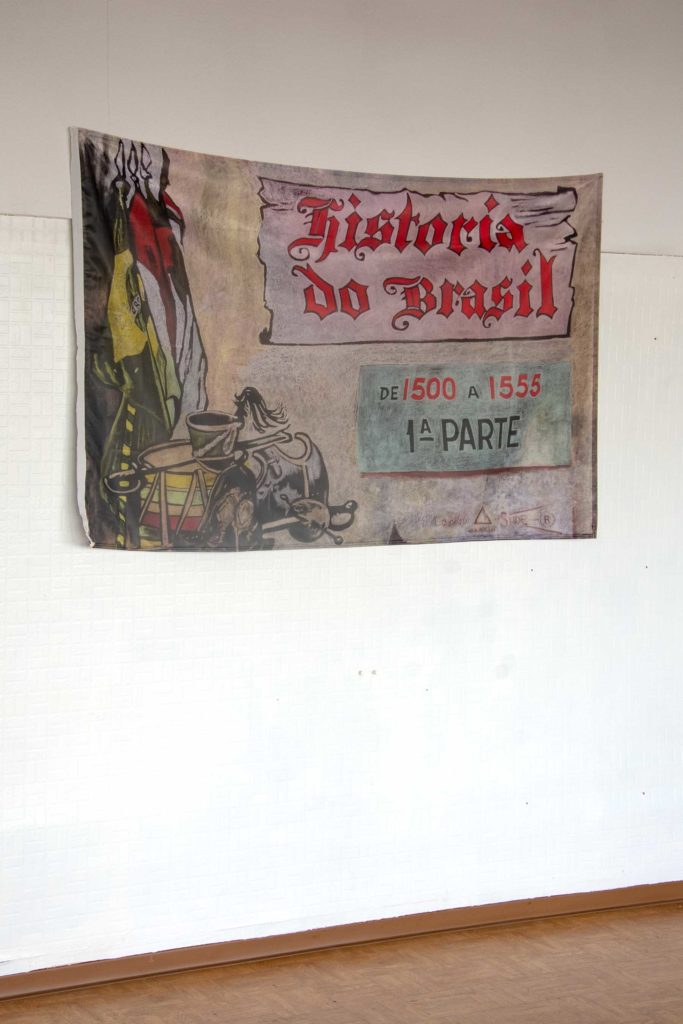 Historia
do Brasil
DE 1500 A 1555
1ª PARTE